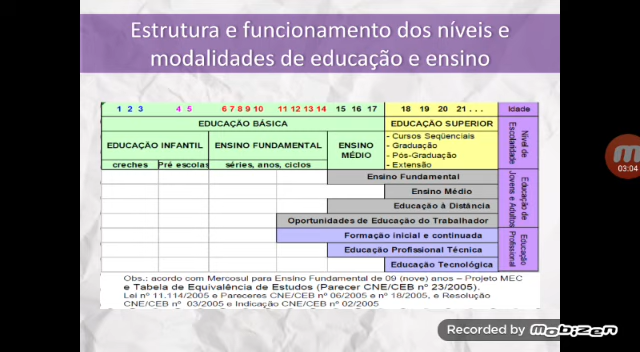 Estrutura e funcionamento dos níveis e
modalidades de educação e ensino
1 2 3 4 5 6 7 8 9 10 11 12 13 14 15 16 17 18 19 20 21 . . . Idade
EDUCAÇÃO BÁSICA EDUCAÇÃO SUPERIOR
EDUCAÇÃO INFANTIL ENSINO FUNDAMENTAL ENSINO MÉDIO
- Cursos Seqüenciais
- Graduação
- Pós-Graduação
- Extensão
creches Pré escolas séries, anos, ciclos
Nível de
Escolaridade
Ensino Fundamental
Ensino Médio
Educação à Distância
Oportunidades de Educação do Trabalhador
Educação de
Jovens e Adultos
Formação inicial e continuada
Educação Profissional Técnica
Educação Tecnológica
Educação
Profissional
Obs.: acordo com Mercosul para Ensino Fundamental de 09 (nove) anos – Projeto MEC
e Tabela de Equivalência de Estudos (Parecer CNE/CEB nº 23/2005).
Lei nº 11.114/2005 e Pareceres CNE/CEB nº 06/2005 e nº 18/2005, e Resolução
CNE/CEB nº 03/2005 e Indicação CNE/CEB nº 02/2005
03:04
Recorded by Mobizen